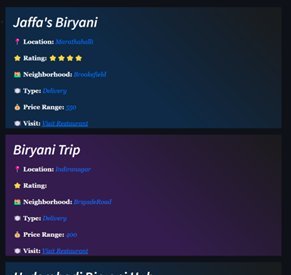 Jaffa's Biryani
📍 Location: Marathahalli
⭐ Rating: ⭐⭐⭐⭐
🏘️ Neighborhood: Brookefield
🍽️ Type: Delivery
💰 Price Range: 550
🍽️ Visit: Visit Restaurant
Biryani Trip
📍 Location: Indiranagar
⭐ Rating:
🏘️ Neighborhood: BrigadeRoad
🍽️ Type: Delivery
💰 Price Range: 400
🍽️ Visit: Visit Restaurant